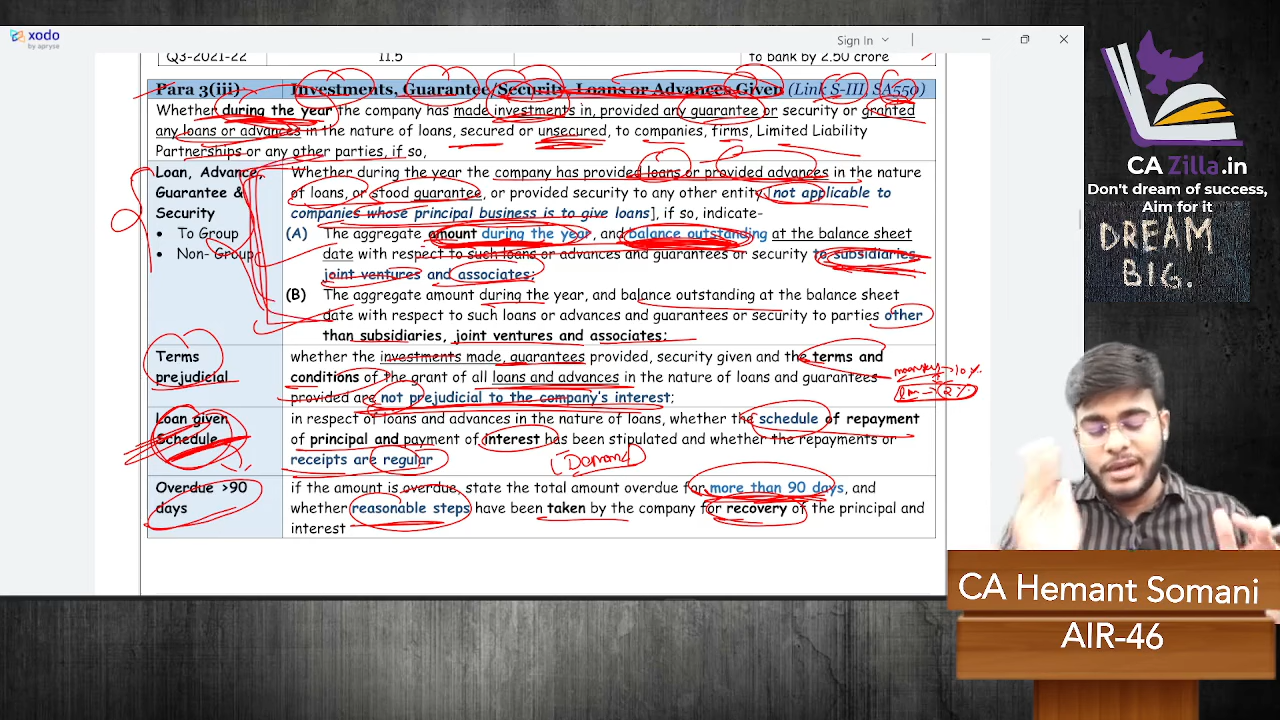 xodo
by apryse
Sign In
Q3-2021-22 11.5 to bank by 2.50 crore
Para 3(iii) Investments, Guarantee, Security, Loans or Advances Given (Link S-III) SA550)
Whether during the year the company has made investments in, provided any guarantee or security or granted
any loans or advances in the nature of loans, secured or unsecured, to companies, firms, Limited Liability
Partnerships or any other parties, if so,
Loan, Advance, Guarantee & Security
• To Group
• Non- Group
Whether during the year the company has provided loans or provided advances in the nature
of loans, or stood guarantee, or provided security to any other entity [not applicable to
companies whose principal business is to give loans], if so, indicate-
(A) The aggregate amount during the year, and balance outstanding at the balance sheet
date with respect to such loans or advances and guarantees or security to subsidiaries,
joint ventures and associates;
(B) The aggregate amount during the year, and balance outstanding at the balance sheet
date with respect to such loans or advances and guarantees or security to parties other
than subsidiaries, joint ventures and associates;
Terms
prejudicial
whether the investments made, guarantees provided, security given and the terms and
conditions of the grant of all loans and advances in the nature of loans and guarantees
provided are not prejudicial to the company's interest;
10%
Loan given
Schedule
in respect of loans and advances in the nature of loans, whether the schedule of repayment
of principal and payment of interest has been stipulated and whether the repayments or
receipts are regular
(Demand)
Overdue >90
days
if the amount is overdue, state the total amount overdue for more than 90 days, and
whether reasonable steps have been taken by the company for recovery of the principal and
interest
CA Zilla.in
Don't dream of success,
Aim for it
DREAM
BIG.
CA Hemant Somani
AIR-46